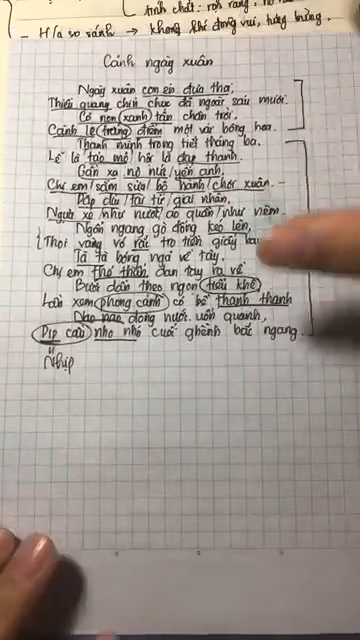 tính chất: rộn ràng,
- H/a so sánh → không khí đông vui, tưng bừng.
Cảnh ngày xuân
Ngày xuân con én đưa thoi,
Thiều quang chín chục đã ngoài sáu mươi.
Cỏ non (xanh) tận chân trời,
Cành lê (trắng) điểm một vài bông hoa.
Thanh minh trong tiết tháng ba,
Lễ là tảo mộ/ hội là đạp thanh.
Gần xa nô nức/ yến anh,
Chị em/ sắm sửa/ bộ hành/ chơi xuân.
Dập dìu/ tài tử/ giai nhân,
Ngựa xe như nước/ áo quần/ như nêm.
Ngổn ngang gò đống kéo lên,
Thoi vàng vó rắc tro tiền giấy bay.
Tà tà bóng ngả về tây,
Chị em thơ thẩn dan tay ra về
Bước dần theo ngọn (tiểu khê)
Lần xem (phong cảnh) có bề thanh thanh
Nao nao dòng nước uốn quanh,
(Dịp cầu) nho nhỏ cuối ghềnh bắc ngang.
Nhịp